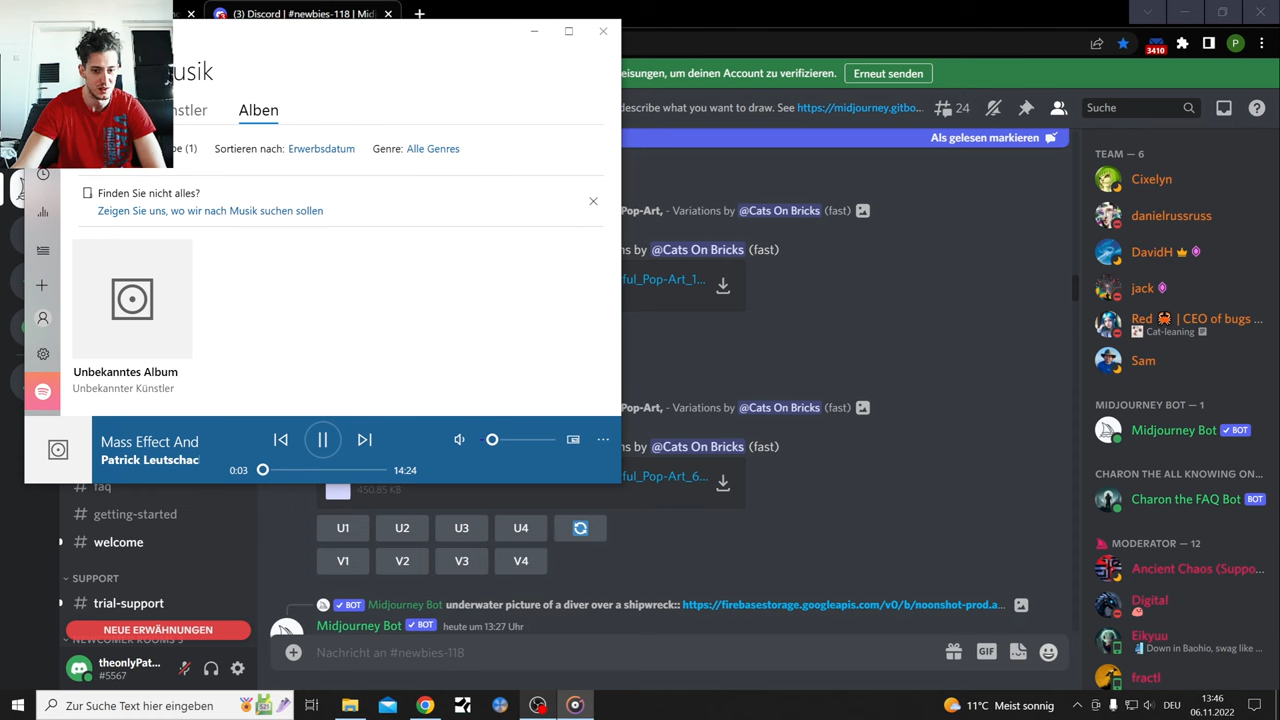 (3) Discord | #newbies-118 | Mid
3410
P
eisungen, um deinen Account zu verifizieren.
Erneut senden
usik
nstler
Alben
describe what you want to draw. See https://midjourney.gitbo...
24
Suche
Als gelesen markieren
be (1)
Sortieren nach: Erwerbsdatum
Genre: Alle Genres
Finden Sie nicht alles?
Zeigen Sie uns, wo wir nach Musik suchen sollen
Unbekanntes Album
Unbekannter Künstler
Mass Effect And
Patrick Leutschac
0:03
14:24
Pop-Art, - Variations by @Cats On Bricks (fast)
ns by @Cats On Bricks (fast)
ful_Pop-Art_1...
Pop-Art, - Variations by @Cats On Bricks (fast)
ns by @Cats On Bricks (fast)
ful_Pop-Art_6...
450.85 KB
U1
U2
U3
U4
V1
V2
V3
V4
BOT Midjourney Bot underwater picture of a diver over a shipwreck:: https://firebasestorage.googleapis.com/v0/b/noonshot-prod.a...
Midjourney Bot BOT heute um 13:27 Uhr
Nachricht an #newbies-118
GIF
faq
getting-started
welcome
SUPPORT
trial-support
NEUE ERWÄHNUNGEN
theonlyPat...
#5567
TEAM — 6
Cixelyn
danielrussruss
DavidH
jack
Red | CEO of bugs ...
Cat-leaning
Sam
MIDJOURNEY BOT — 1
Midjourney Bot BOT
CHARON THE ALL KNOWING ON...
Charon the FAQ Bot BOT
MODERATOR — 12
Ancient Chaos (Suppo...
Digital
Eikyuu
Down in Baohio, swag like ...
fractl
Zur Suche Text hier eingeben
11°C Meist sonnig
DEU
13:46
06.11.2022